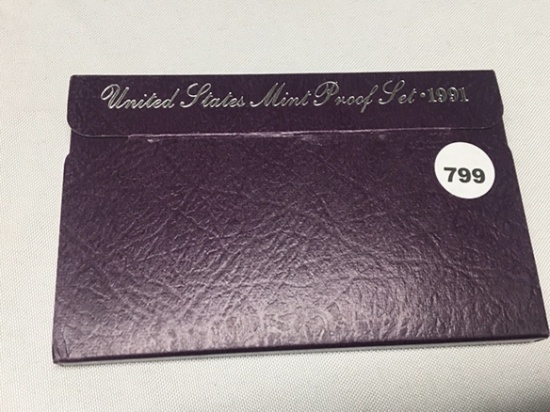 United States Mint Proof Set · 1991
799